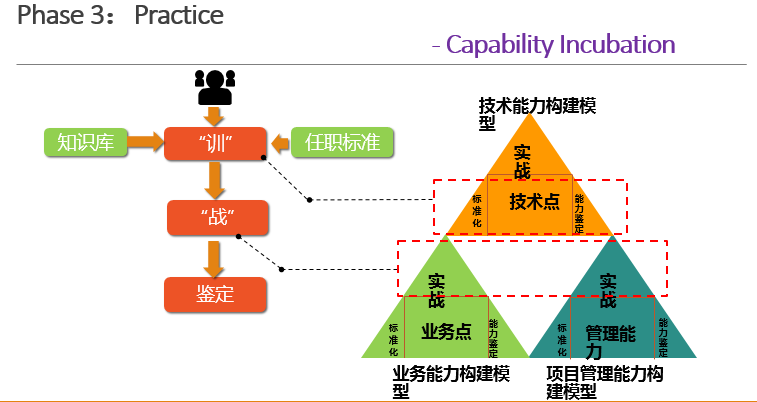 Phase 3： Practice
- Capability Incubation
知识库
“训”
任职标准
“战”
鉴定
技术能力构建模
型
实
战
标
准
化
技术点
能
力
鉴
定
实
战
标
准
化
业务点
能
力
鉴
定
业务能力构建模
型
实
战
标
准
化
管理能
力
能
力
鉴
定
项目管理能力构
建模型